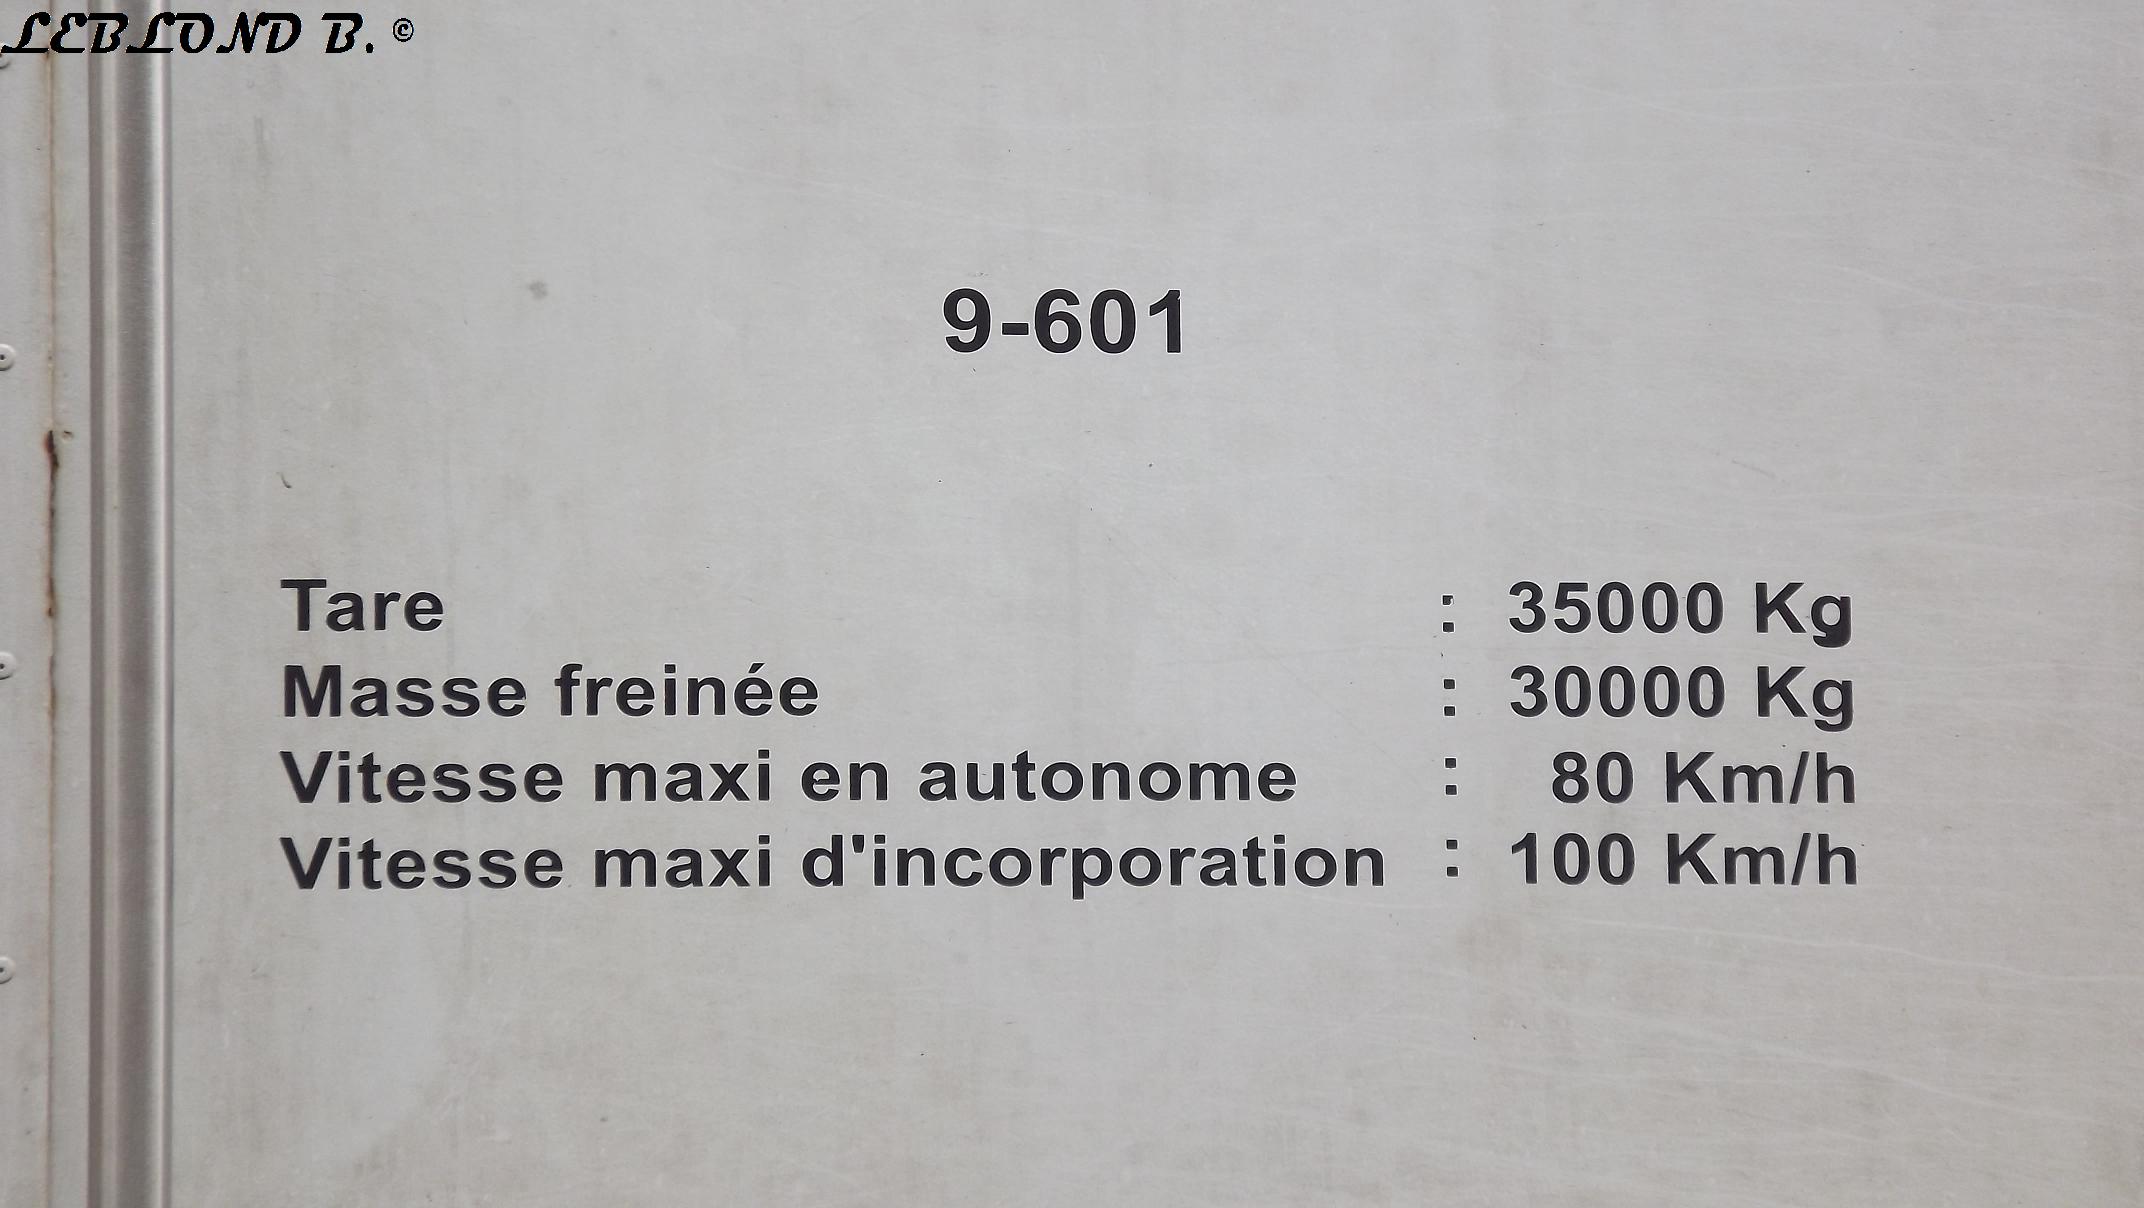 LEBLOND B. ©
9-601
Tare : 35000 Kg
Masse freinée : 30000 Kg
Vitesse maxi en autonome : 80 Km/h
Vitesse maxi d'incorporation : 100 Km/h